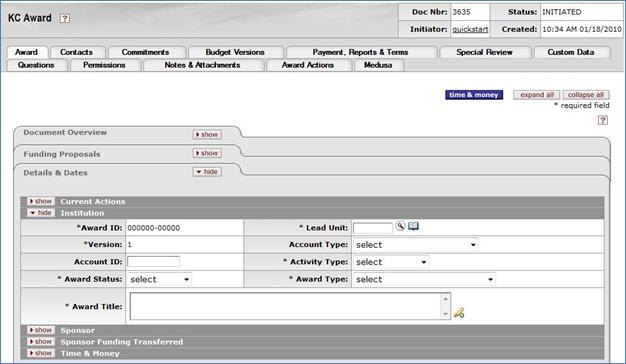 KC Award ?
Doc Nbr: 3635 Status: INITIATED
Initiator: quickstart Created: 10:34 AM 01/18/2010
Award Contacts Commitments Budget Versions Payment, Reports & Terms Special Review Custom Data
Questions Permissions Notes & Attachments Award Actions Medusa
time & money expand all collapse all
* required field
?
Document Overview show
Funding Proposals show
Details & Dates hide
show Current Actions
hide Institution
*Award ID: 000000-00000 * Lead Unit:
*Version: 1 Account Type: select
Account ID: * Activity Type: select
* Award Status: select * Award Type: select
* Award Title:
show Sponsor
show Sponsor Funding Transferred
show Time & Money